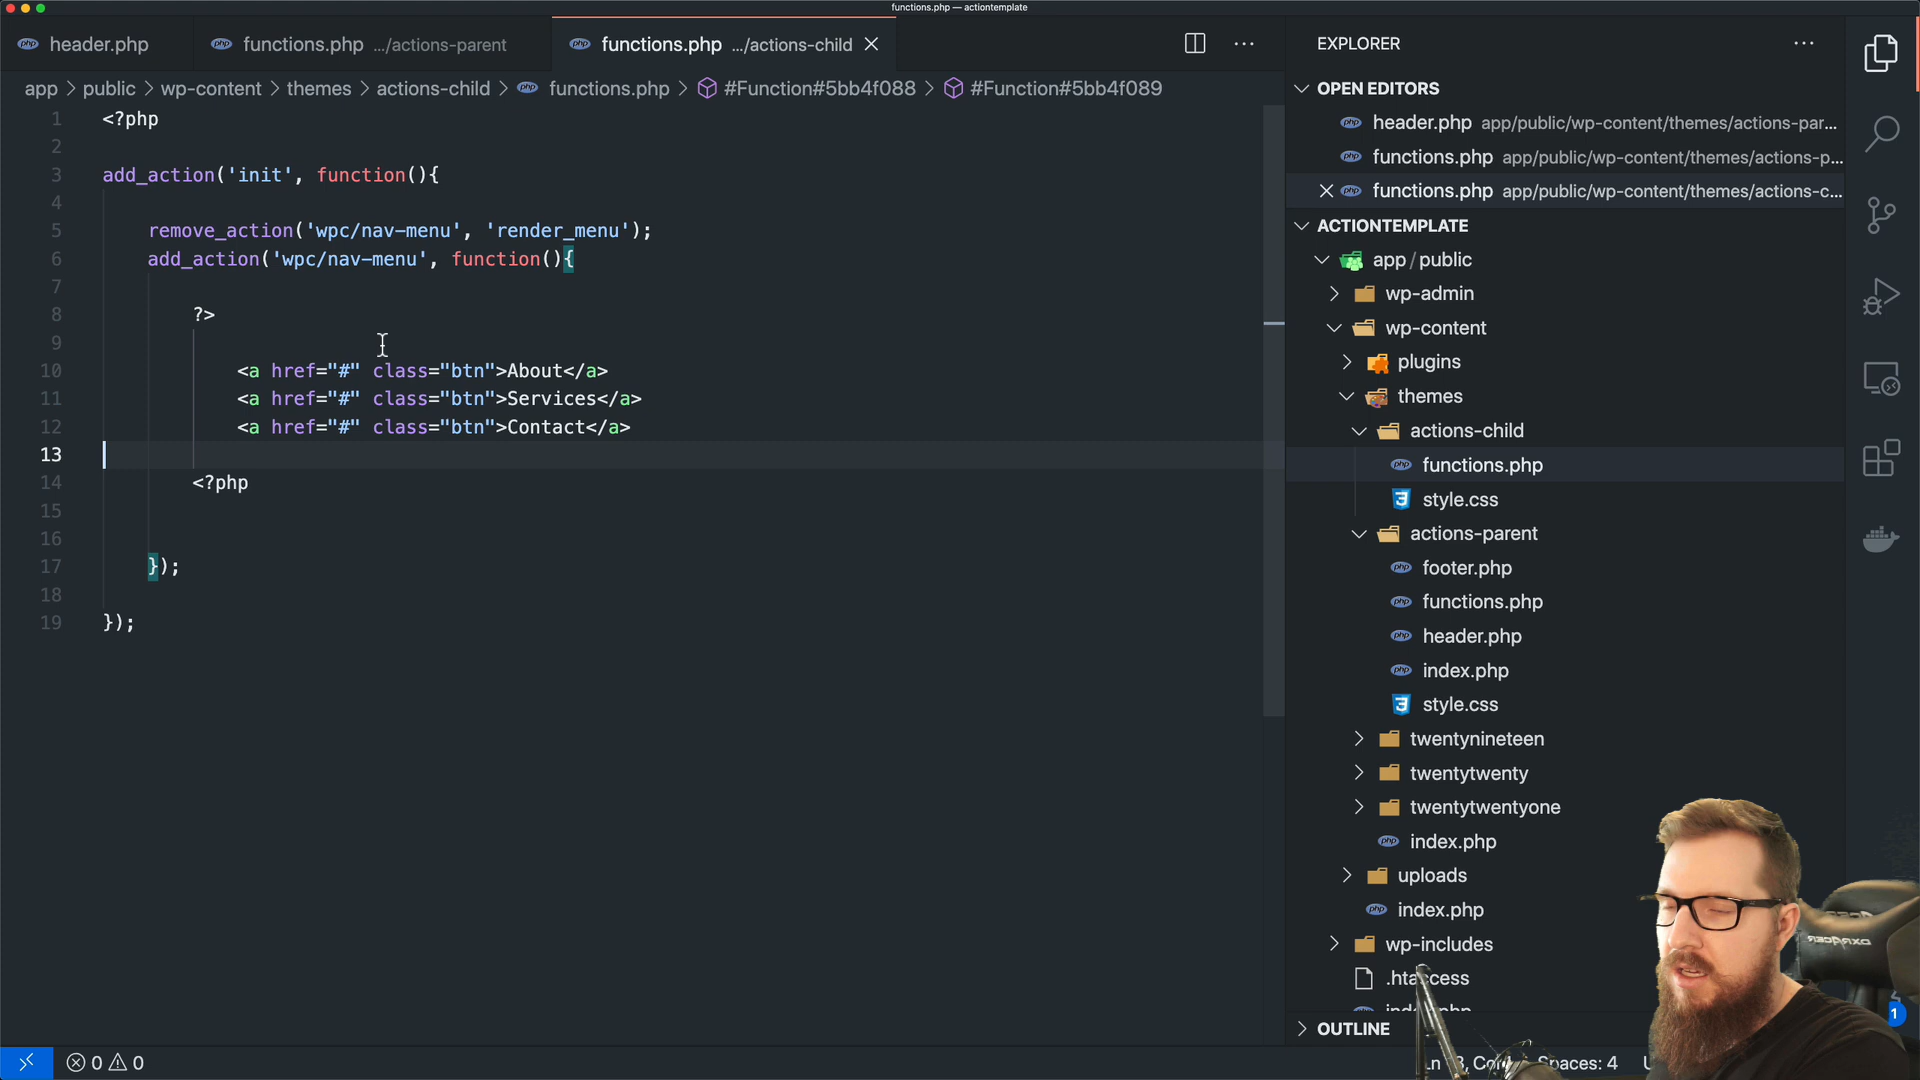 functions.php — actiontemplate
header.php
functions.php .../actions-parent
functions.php .../actions-child
app > public > wp-content > themes > actions-child > functions.php > #Function#5bb4f088 > #Function#5bb4f089
1 <?php
2
3 add_action('init', function(){
4
5 remove_action('wpc/nav-menu', 'render_menu');
6 add_action('wpc/nav-menu', function(){
7
8 ?>
9
10 <a href="#" class="btn">About</a>
11 <a href="#" class="btn">Services</a>
12 <a href="#" class="btn">Contact</a>
13
14 <?php
15
16
17 });
18
19 });
0 0
EXPLORER
OPEN EDITORS
header.php app/public/wp-content/themes/actions-par...
functions.php app/public/wp-content/themes/actions-p...
functions.php app/public/wp-content/themes/actions-c...
ACTIONTEMPLATE
app / public
wp-admin
wp-content
plugins
themes
actions-child
functions.php
style.css
actions-parent
footer.php
functions.php
header.php
index.php
style.css
twentynineteen
twentytwenty
twentytwentyone
index.php
uploads
index.php
wp-includes
.htaccess
index.php
OUTLINE
Spaces: 4
1